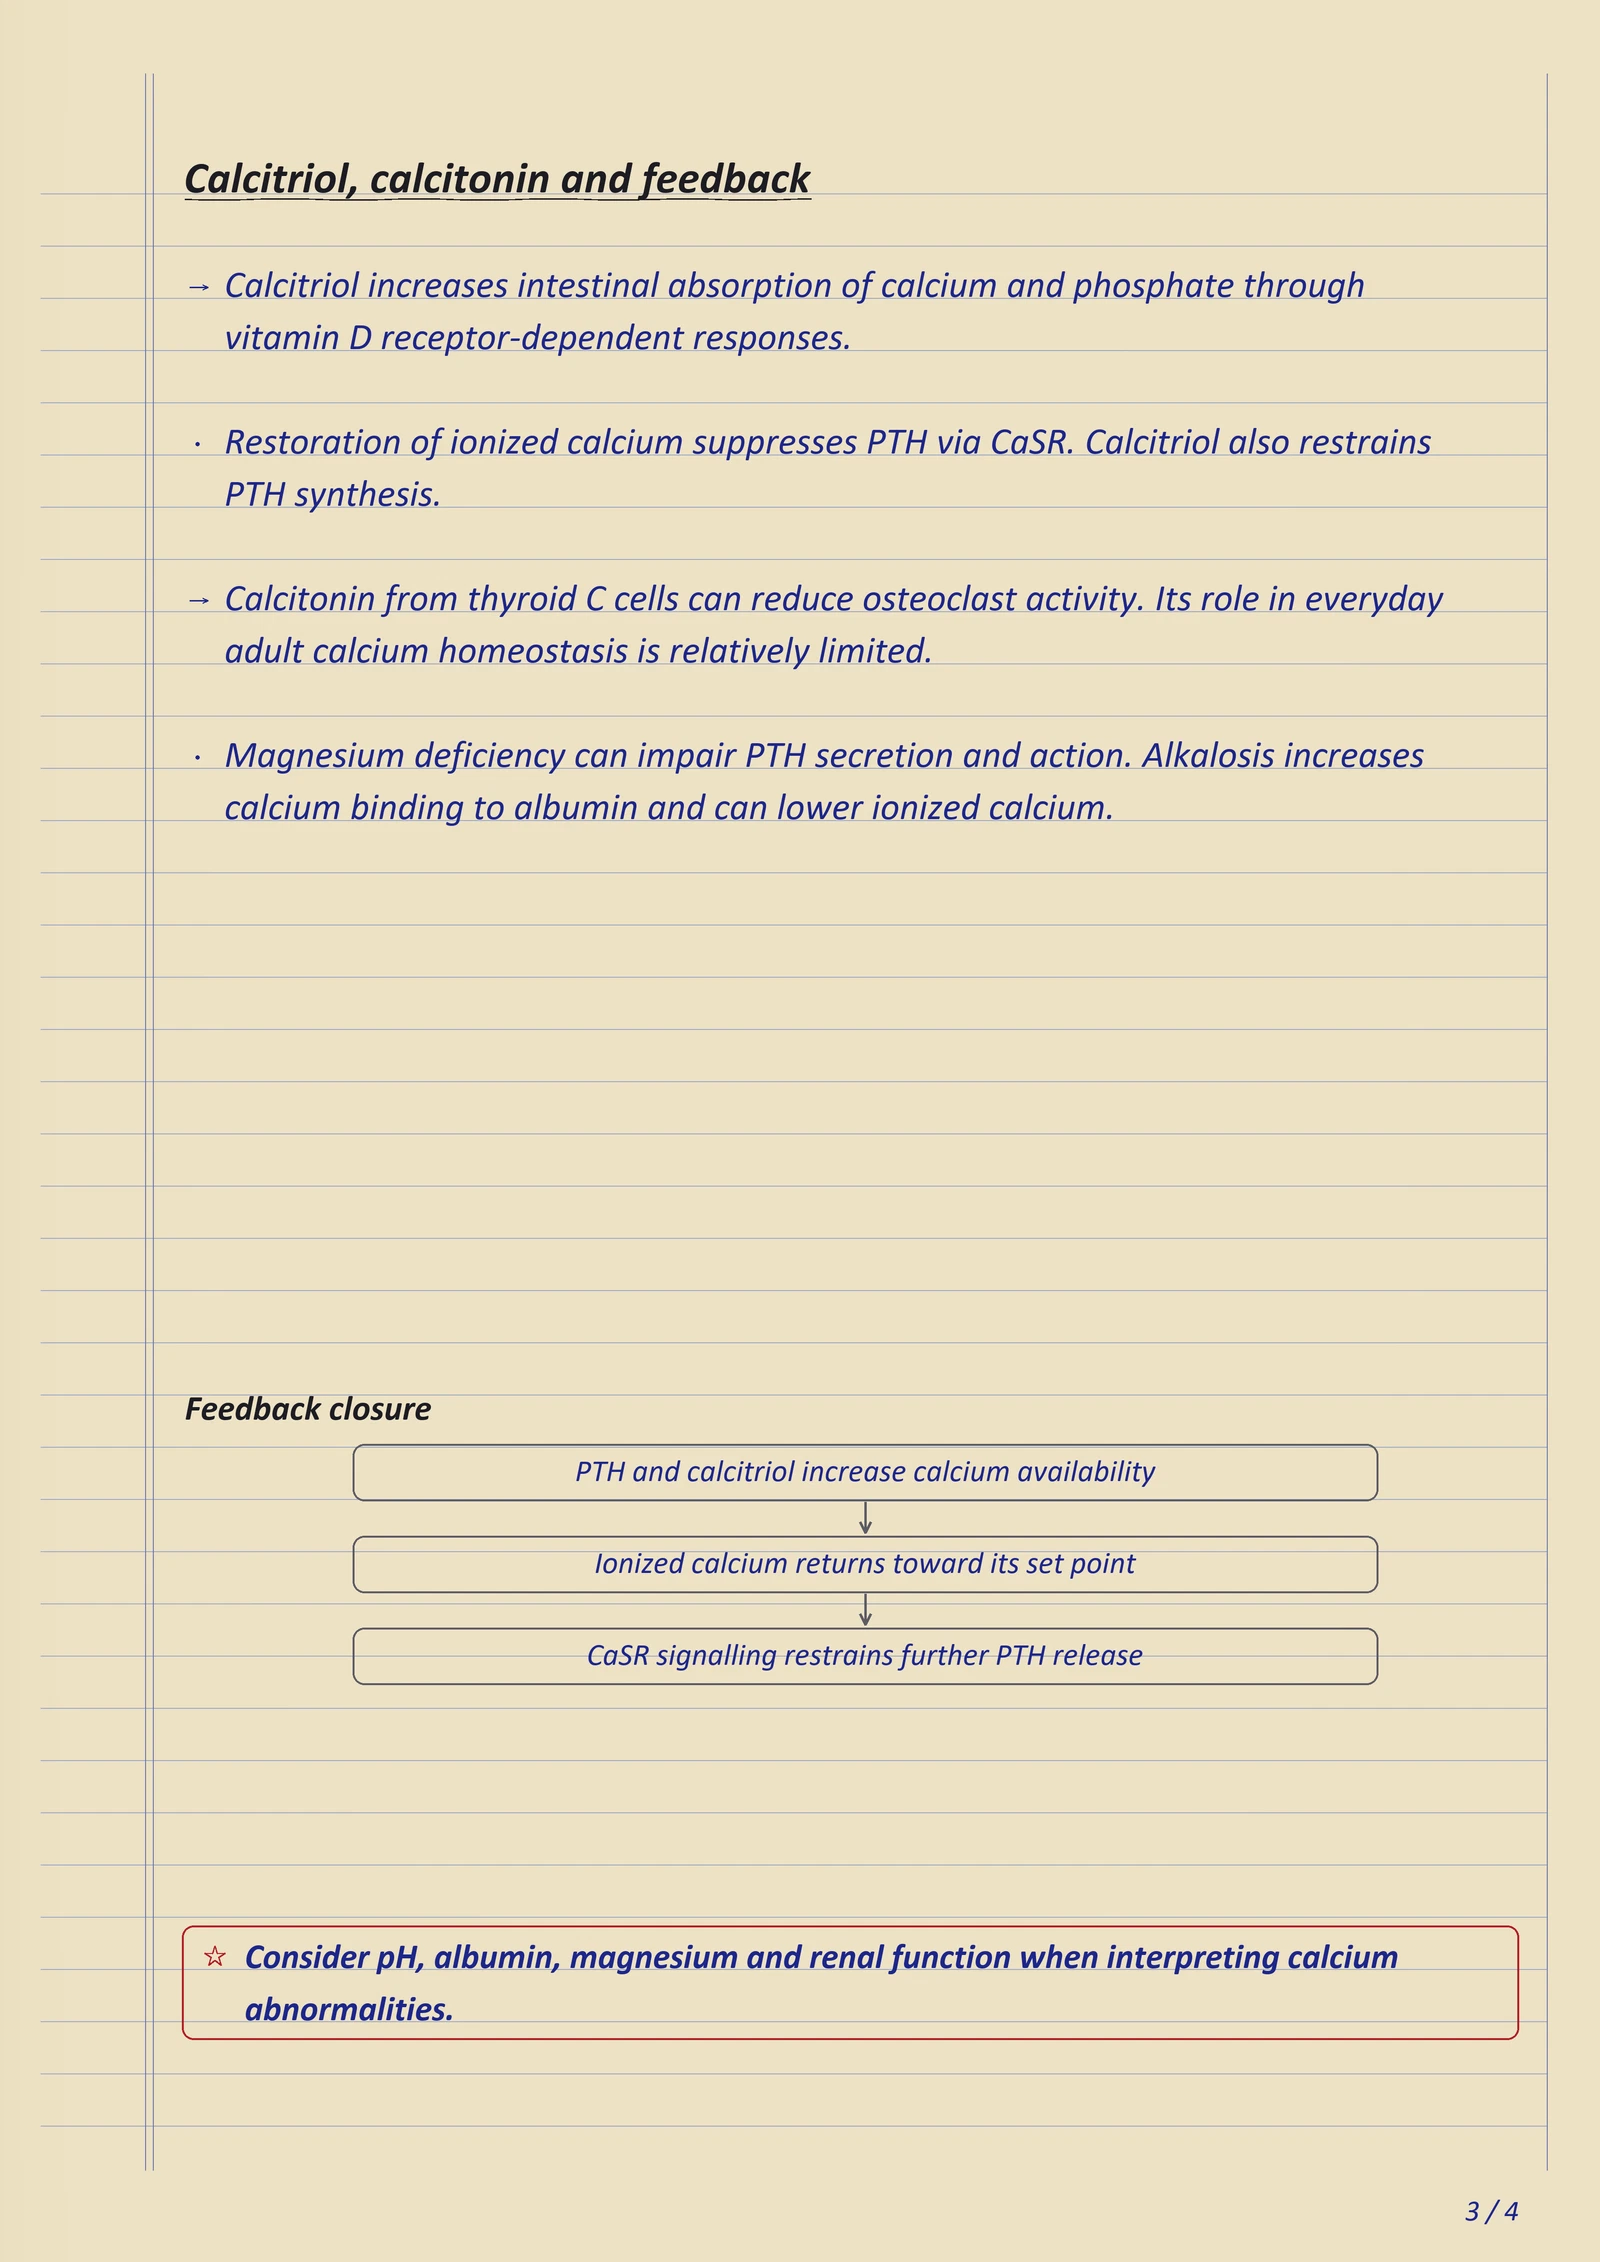 Calcitriol, calcitonin and feedback
→ Calcitriol increases intestinal absorption of calcium and phosphate through
vitamin D receptor-dependent responses.
· Restoration of ionized calcium suppresses PTH via CaSR. Calcitriol also restrains
PTH synthesis.
→ Calcitonin from thyroid C cells can reduce osteoclast activity. Its role in everyday
adult calcium homeostasis is relatively limited.
· Magnesium deficiency can impair PTH secretion and action. Alkalosis increases
calcium binding to albumin and can lower ionized calcium.
Feedback closure
PTH and calcitriol increase calcium availability
Ionized calcium returns toward its set point
CaSR signalling restrains further PTH release
☆ Consider pH, albumin, magnesium and renal function when interpreting calcium
abnormalities.
3 / 4